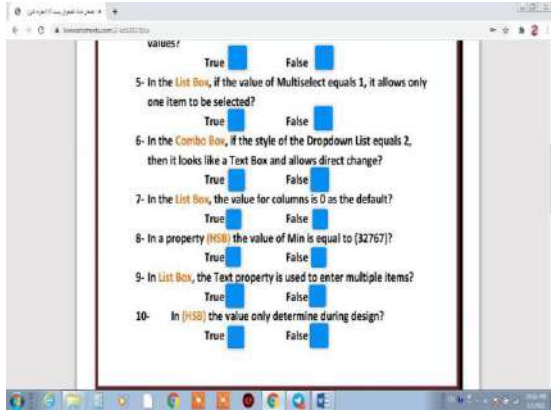 values?
True False
5- In the List Box, if the value of Multiselect equals 1, it allows only
one item to be selected?
True False
6- In the Combo Box, if the style of the Dropdown List equals 2,
then it looks like a Text Box and allows direct change?
True False
7- In the List Box, the value for columns is 0 as the default?
True False
8- In a property (HSB) the value of Min is equal to (32767)?
True False
9- In List Box, the Text property is used to enter multiple items?
True False
10- In (HSB) the value only determine during design?
True False